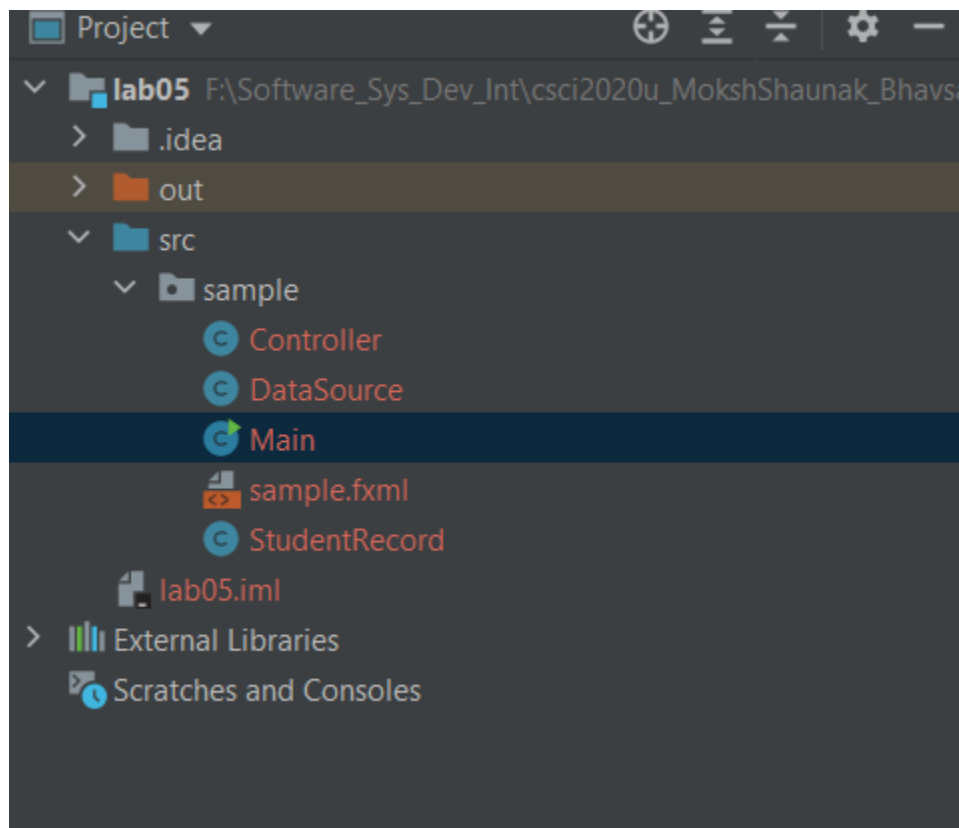 Project
lab05 F:\Software_Sys_Dev_Int\csci2020u_MokshShaunak_Bhavsa
.idea
out
src
sample
Controller
DataSource
Main
sample.fxml
StudentRecord
lab05.iml
External Libraries
Scratches and Consoles